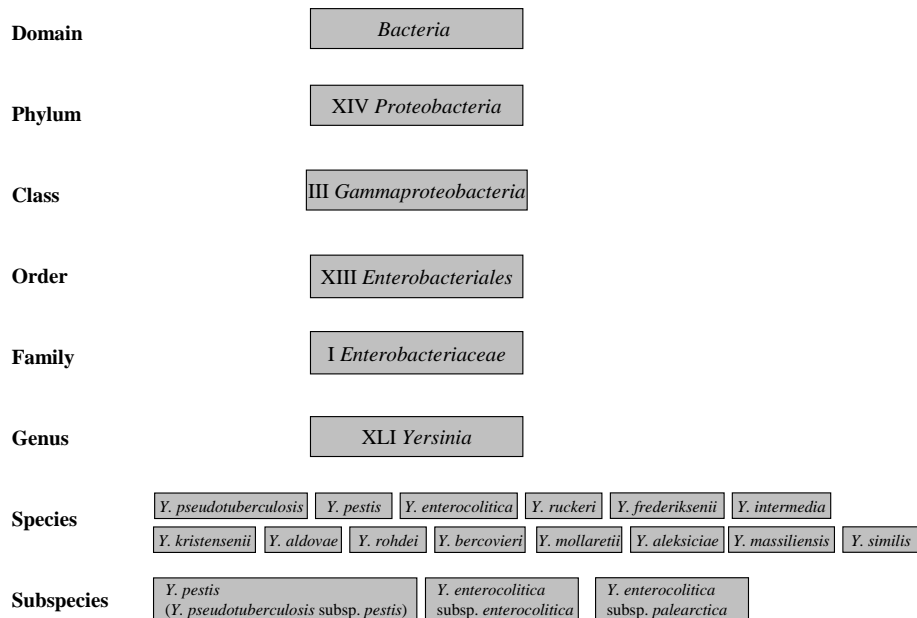 Domain Bacteria
Phylum XIV Proteobacteria
Class III Gammaproteobacteria
Order XIII Enterobacteriales
Family I Enterobacteriaceae
Genus XLI Yersinia
Species
Y. pseudotuberculosis Y. pestis Y. enterocolitica Y. ruckeri Y. frederiksenii Y. intermedia
Y. kristensenii Y. aldovae Y. rohdei Y. bercovieri Y. mollaretii Y. aleksiciae Y. massiliensis Y. similis
Subspecies
Y. pestis
(Y. pseudotuberculosis subsp. pestis)
Y. enterocolitica
subsp. enterocolitica
Y. enterocolitica
subsp. palearctica